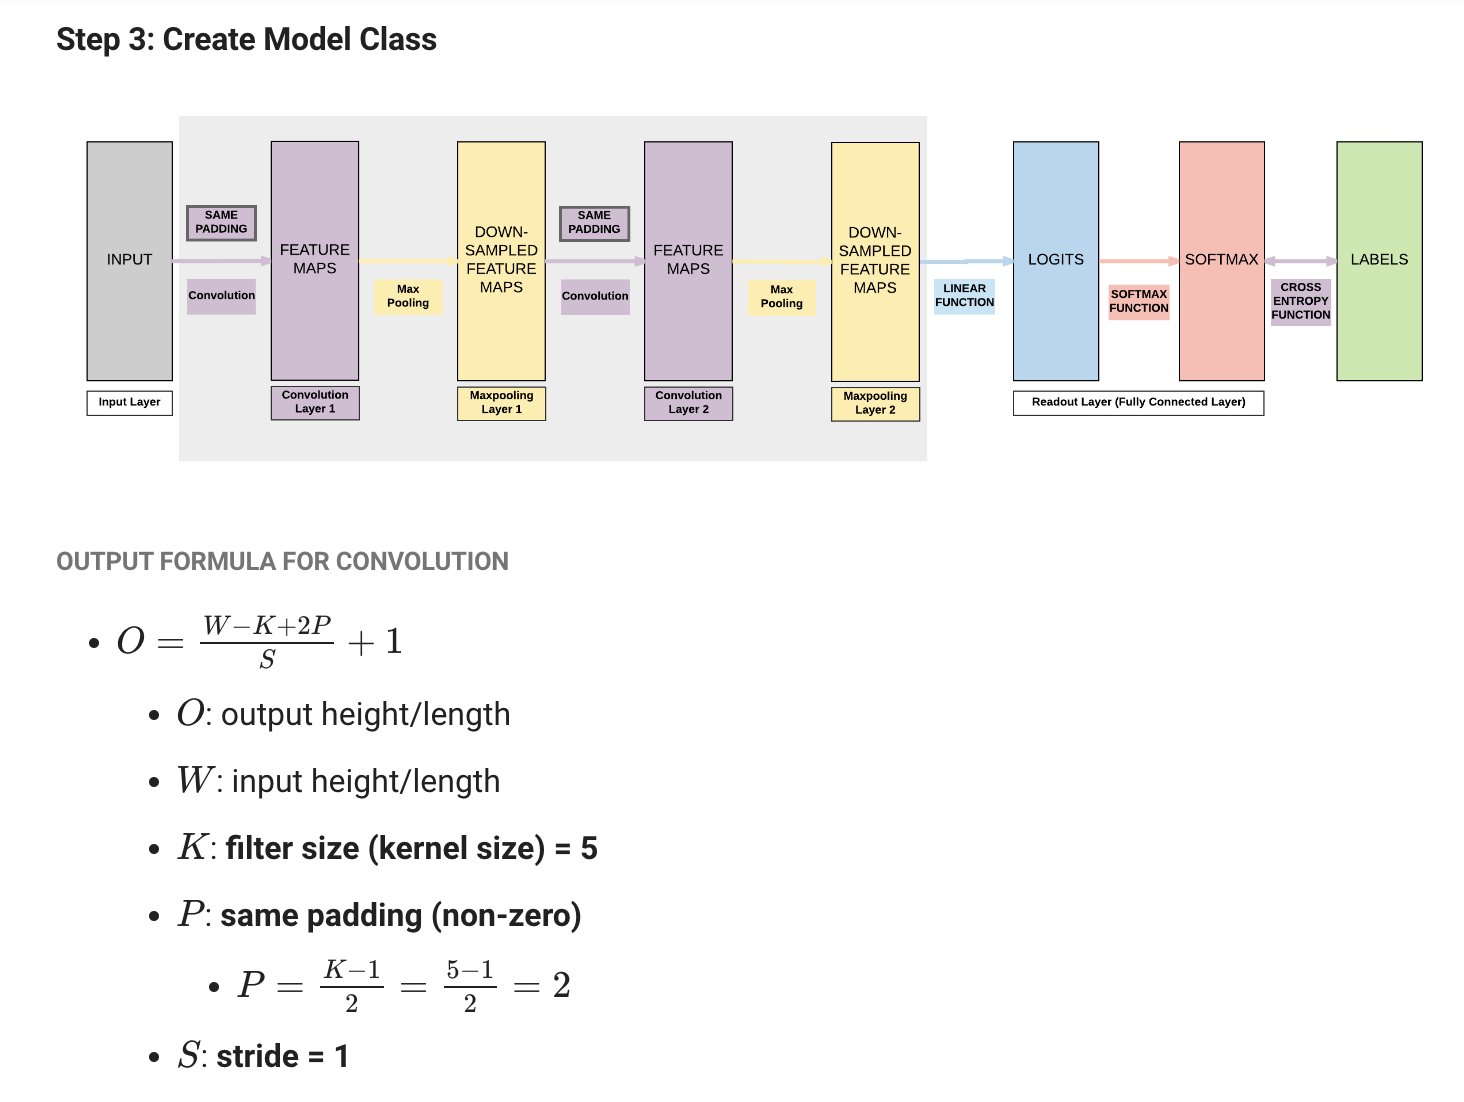 Step 3: Create Model Class
INPUT
Input Layer
SAME
PADDING
Convolution
FEATURE
MAPS
Convolution
Layer 1
Max
Pooling
DOWN-
SAMPLED
FEATURE
MAPS
Maxpooling
Layer 1
SAME
PADDING
Convolution
FEATURE
MAPS
Convolution
Layer 2
Max
Pooling
DOWN-
SAMPLED
FEATURE
MAPS
Maxpooling
Layer 2
LINEAR
FUNCTION
LOGITS
SOFTMAX
FUNCTION
SOFTMAX
Readout Layer (Fully Connected Layer)
CROSS
ENTROPY
FUNCTION
LABELS
OUTPUT FORMULA FOR CONVOLUTION
• O = \frac{W-K+2P}{S} + 1
• O: output height/length
• W: input height/length
• K: filter size (kernel size) = 5
• P: same padding (non-zero)
• P = \frac{K-1}{2} = \frac{5-1}{2} = 2
• S: stride = 1